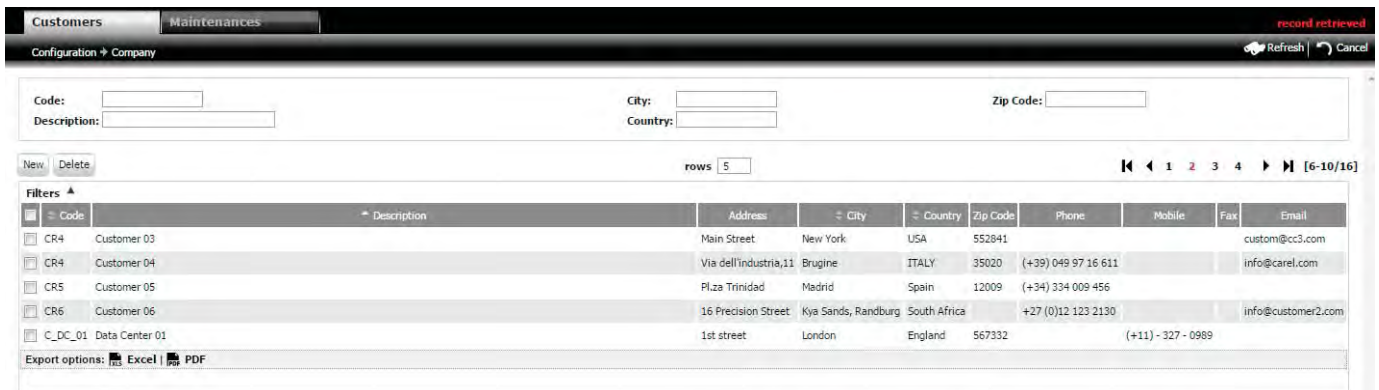 Customers Maintenances
record retrieved
Configuration Company Refresh | Cancel
Code: City: Zip Code:
Description: Country:
New Delete rows 5 1 2 3 4 [6-10/16]
Filters
Code Description Address City Country Zip Code Phone Mobile Fax Email
CR4 Customer 03 Main Street New York USA 552841 custom@cc3.com
CR4 Customer 04 Via dell'industria,11 Brugine ITALY 35020 (+39) 049 97 16 611 info@carel.com
CR5 Customer 05 Pl.za Trinidad Madrid Spain 12009 (+34) 334 009 456
CR6 Customer 06 16 Precision Street Kya Sands, Randburg South Africa +27 (0)12 123 2130 info@customer2.com
C_DC_01 Data Center 01 1st street London England 567332 (+11) - 327 - 0989
Export options: XLS Excel | PDF PDF